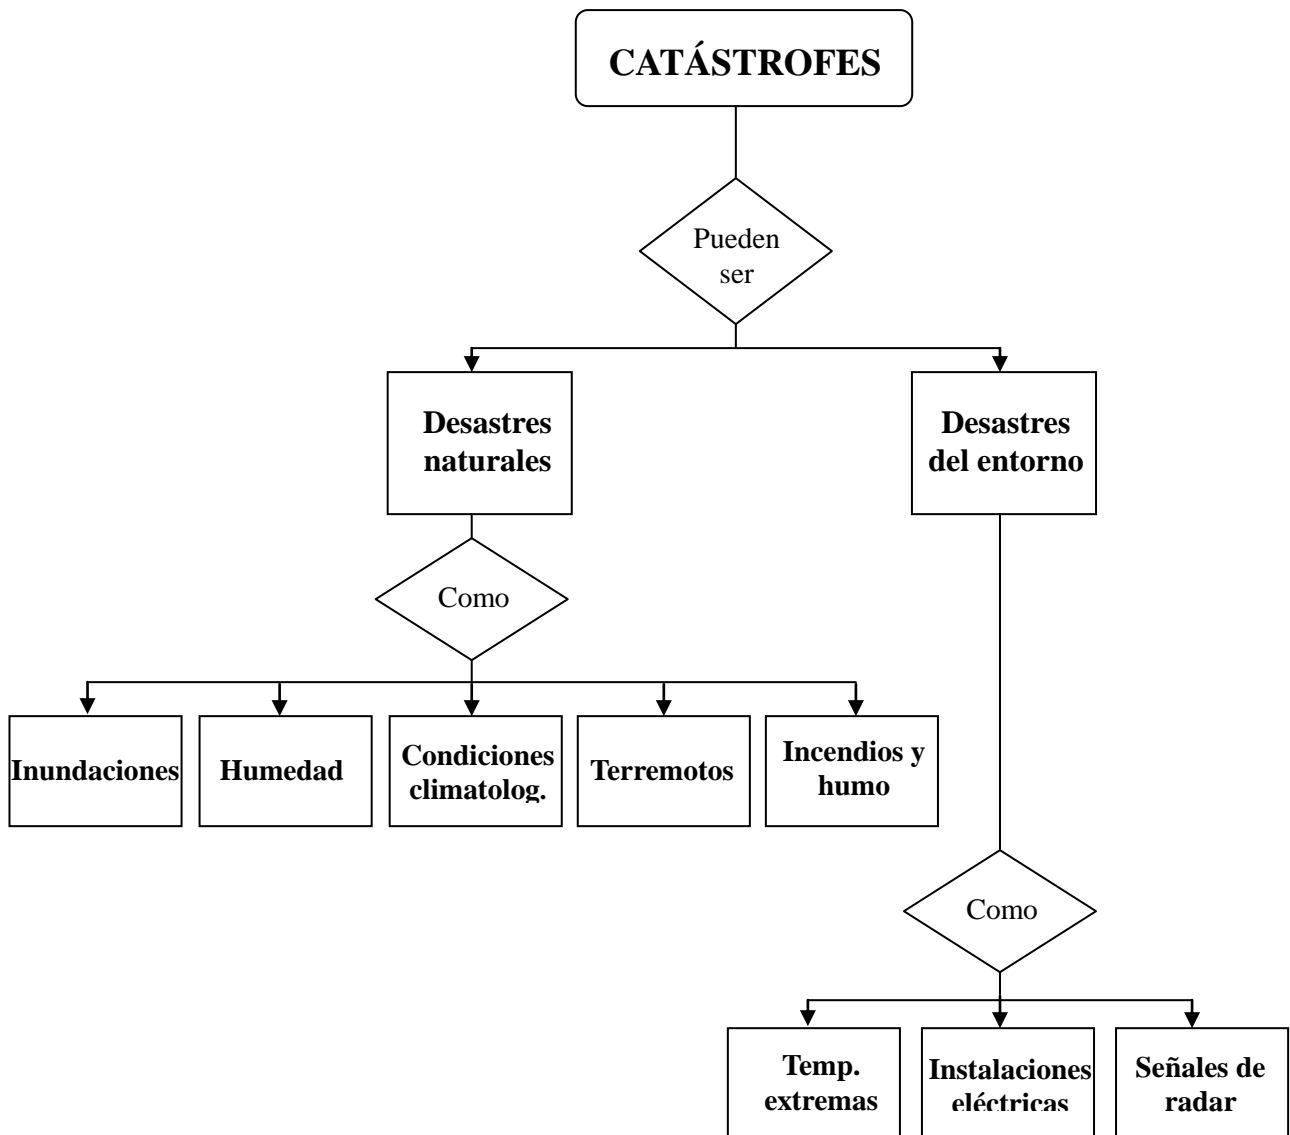 CATÁSTROFES
Pueden
ser
Desastres
naturales
Desastres
del entorno
Como
Inundaciones
Humedad
Condiciones
climatolog.
Terremotos
Incendios y
humo
Como
Temp.
extremas
Instalaciones
eléctricas
Señales de
radar